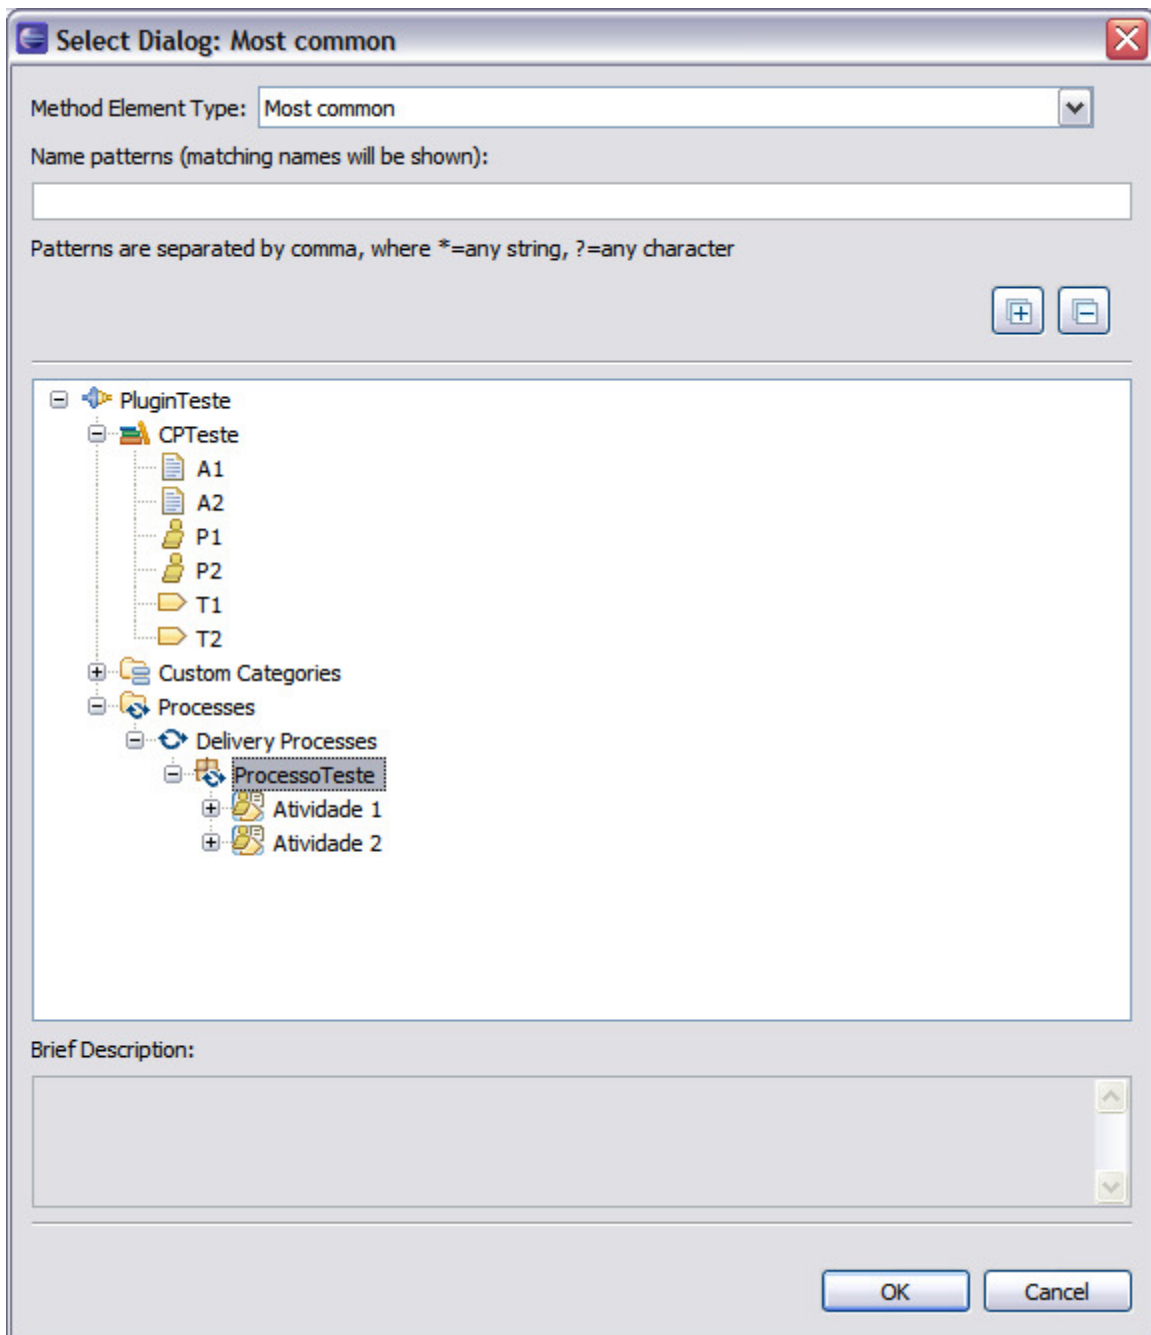 Select Dialog: Most common
Method Element Type: Most common
Name patterns (matching names will be shown):
Patterns are separated by comma, where *=any string, ?=any character
PluginTeste
CPTeste
A1
A2
P1
P2
T1
T2
Custom Categories
Processes
Delivery Processes
ProcessoTeste
Atividade 1
Atividade 2
Brief Description:
OK Cancel